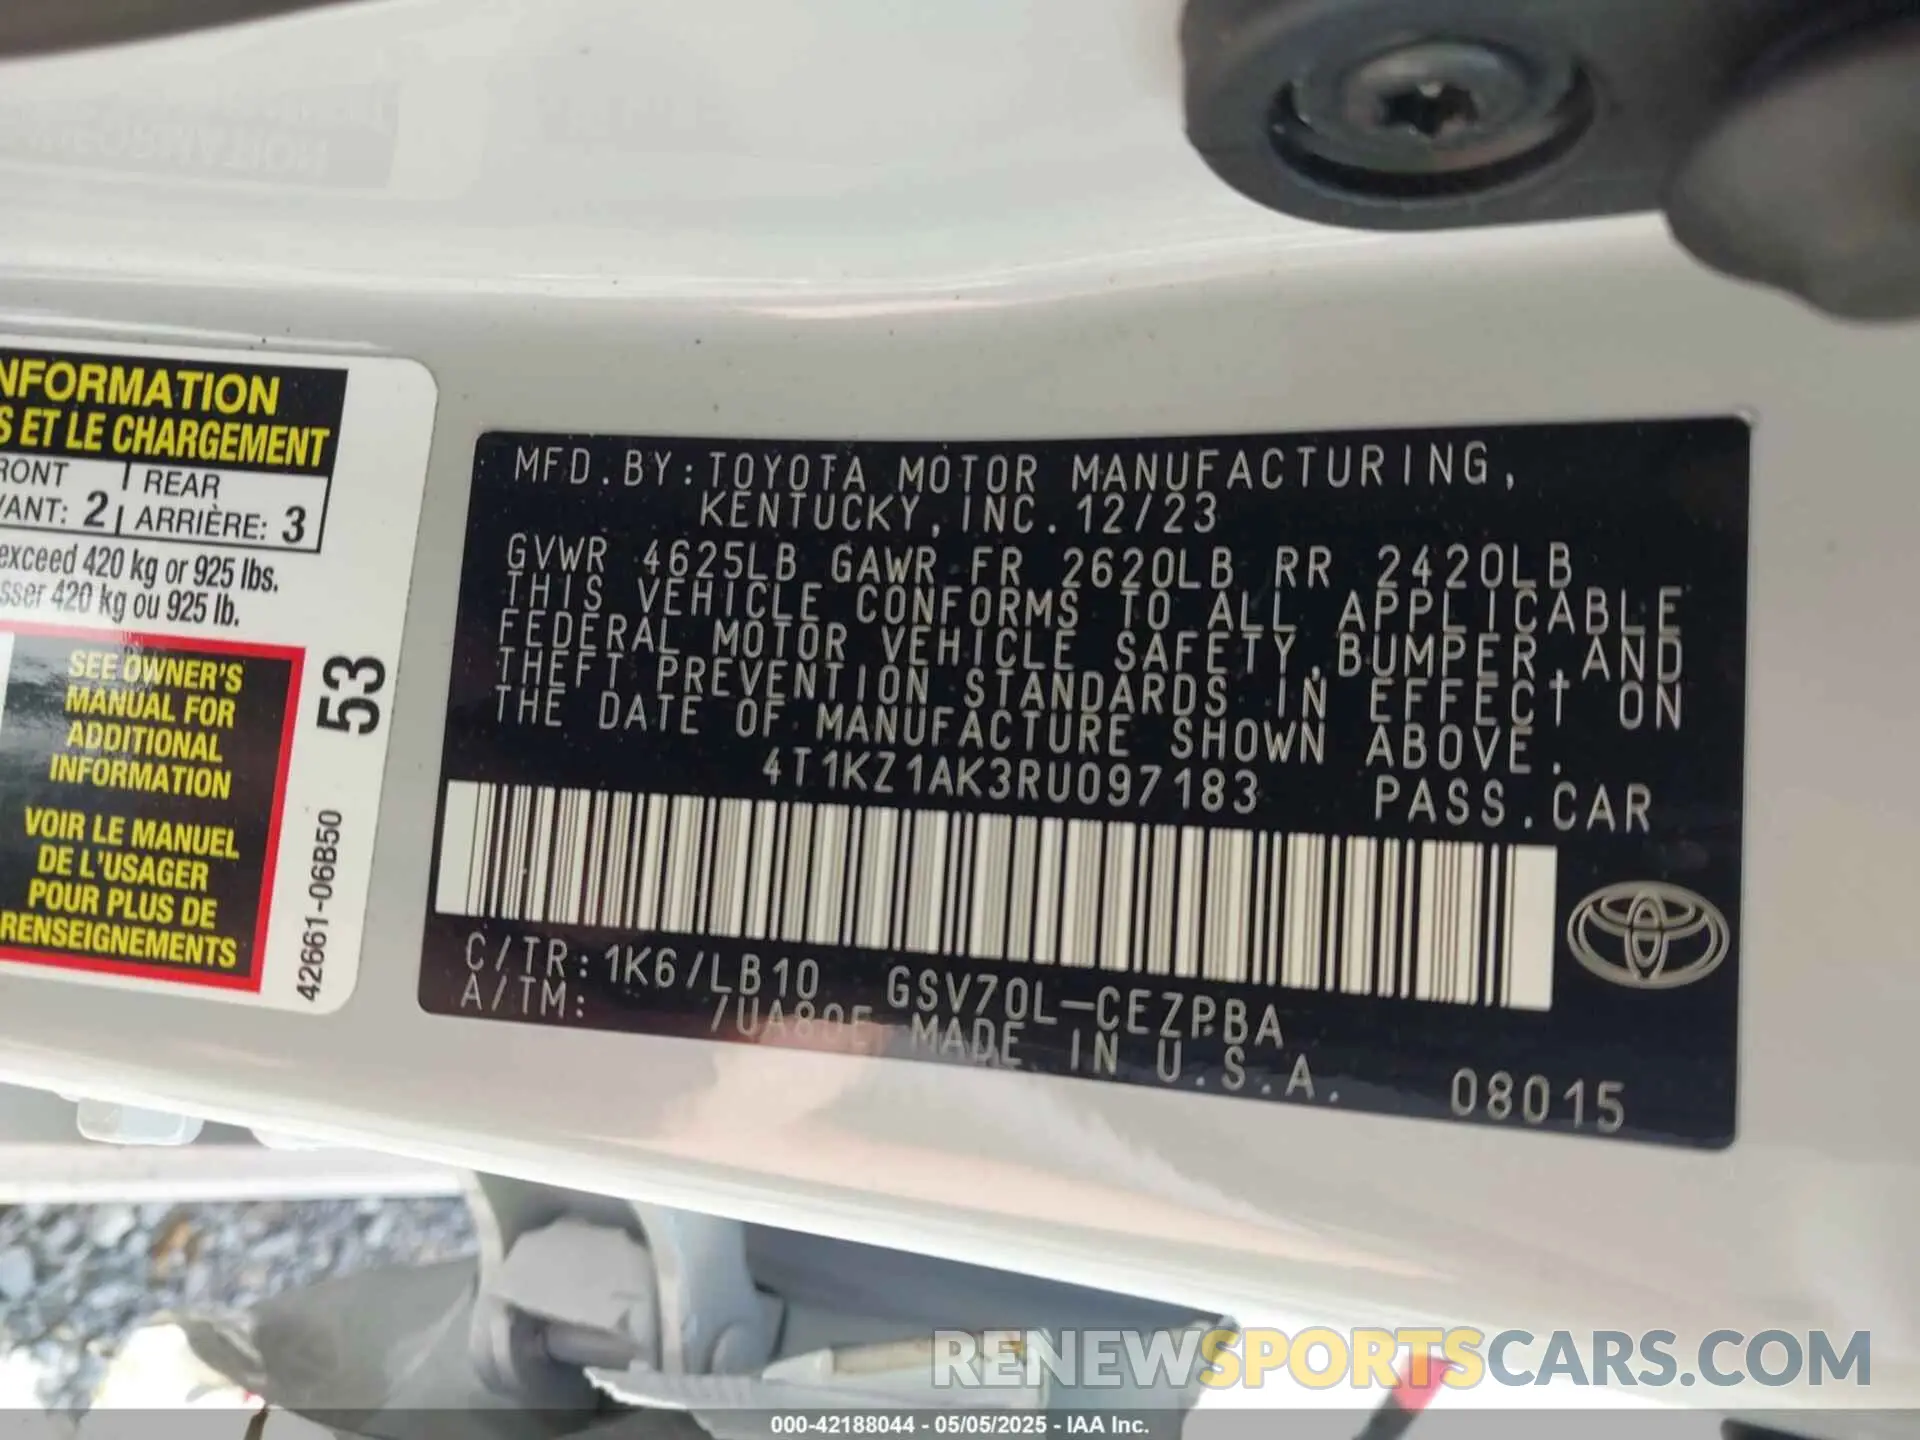 NFORMATION
S ET LE CHARGEMENT
RONT REAR
VANT: 2 ARRIÈRE: 3
exceed 420 kg or 925 lbs.
sser 420 kg ou 925 lb.
SEE OWNER'S
MANUAL FOR
ADDITIONAL
INFORMATION
VOIR LE MANUEL
DE L'USAGER
POUR PLUS DE
RENSEIGNEMENTS
53
42661-06B50
MFD.BY:TOYOTA MOTOR MANUFACTURING,
KENTUCKY,INC.12/23
GVWR 4625LB GAWR FR 2620LB RR 2420LB
THIS VEHICLE CONFORMS TO ALL APPLICABLE
FEDERAL MOTOR VEHICLE SAFETY,BUMPER,AND
THEFT PREVENTION STANDARDS IN EFFECT ON
THE DATE OF MANUFACTURE SHOWN ABOVE.
4T1KZ1AK3RU097183 PASS.CAR
C/TR:1K6/LB10 GSV70L-CEZPBA
A/TM: /UA80E MADE IN U.S.A.
08015
RENEWSPORTSCARS.COM
000-42188044 - 05/05/2025 - IAA Inc.